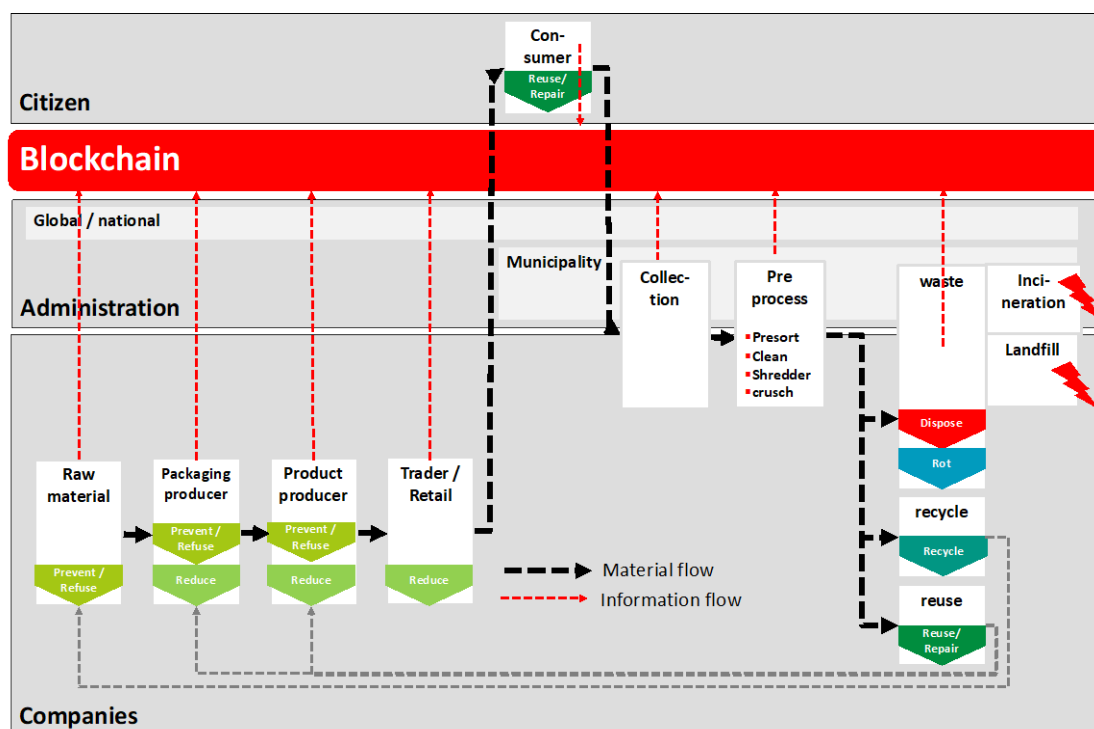 Con-
sumer
Reuse/
Repair
Citizen
Blockchain
Global / national
Municipality
Collec-
tion
Pre
process
▪Presort
▪Clean
▪Shredder
▪crusch
waste
Inci-
neration
Landfill
Administration
Dispose
Rot
Raw
material
Prevent /
Refuse
Packaging
producer
Prevent /
Refuse
Reduce
Product
producer
Prevent /
Refuse
Reduce
Trader /
Retail
Reduce
recycle
Recycle
reuse
Reuse/
Repair
Material flow
Information flow
Companies